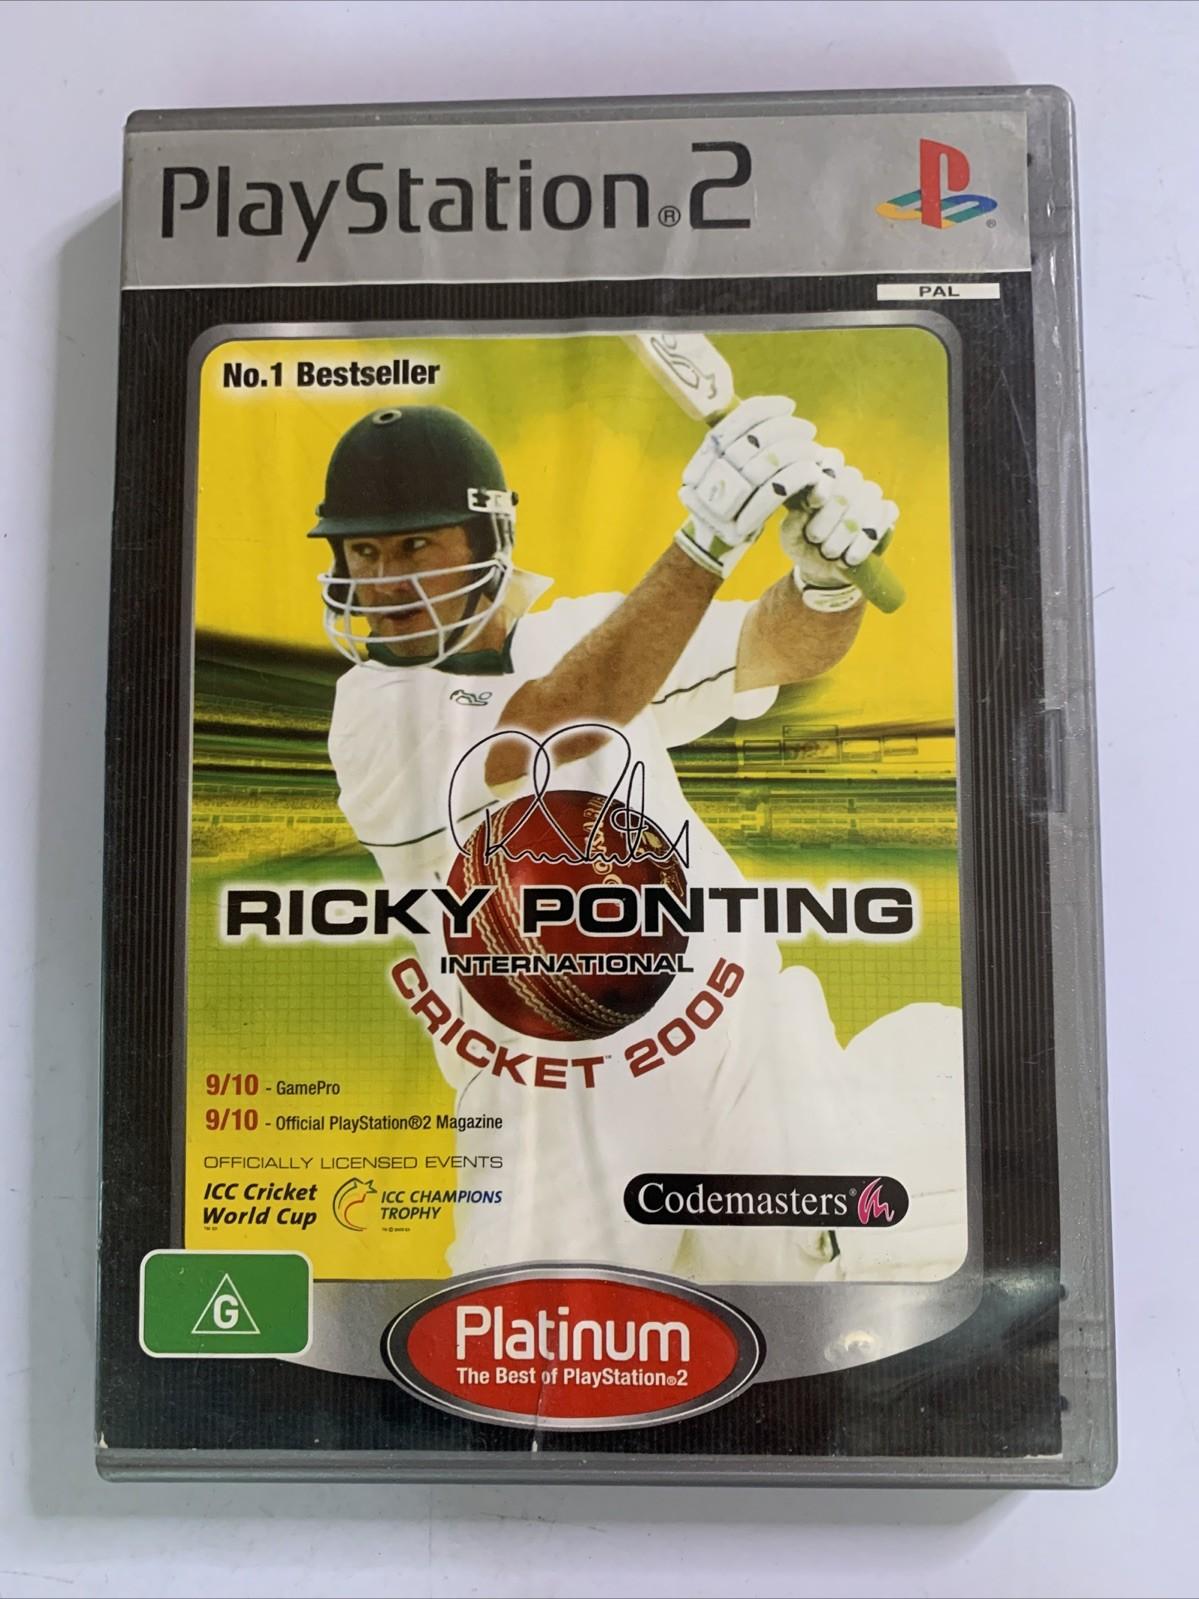 PlayStation®2
PAL
No.1 Bestseller
RICKY PONTING
INTERNATIONAL
CRICKET™ 2005
9/10 - GamePro
9/10 - Official PlayStation®2 Magazine
OFFICIALLY LICENSED EVENTS
ICC Cricket
World Cup
ICC CHAMPIONS
TROPHY
Codemasters®
G
Platinum
The Best of PlayStation®2